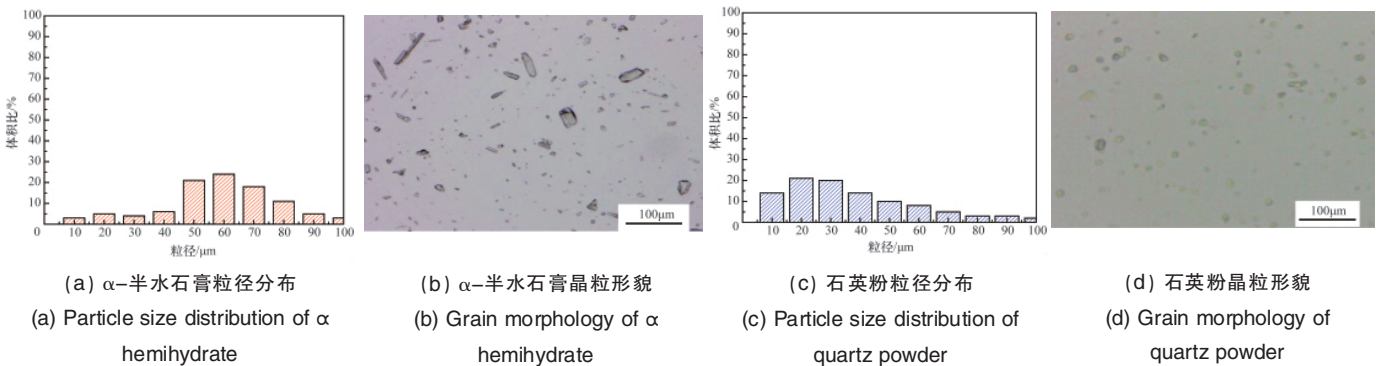 100
90
80
70
60
50
40
30
20
10
0
体积比/%
10 20 30 40 50 60 70 80 90 100
粒径/μm
100μm
100
90
80
70
60
50
40
30
20
10
0
体积比/%
10 20 30 40 50 60 70 80 90 100
粒径/μm
100μm
(a) α-半水石膏粒径分布
(a) Particle size distribution of α
hemihydrate
(b) α-半水石膏晶粒形貌
(b) Grain morphology of α
hemihydrate
(c) 石英粉粒径分布
(c) Particle size distribution of
quartz powder
(d) 石英粉晶粒形貌
(d) Grain morphology of
quartz powder